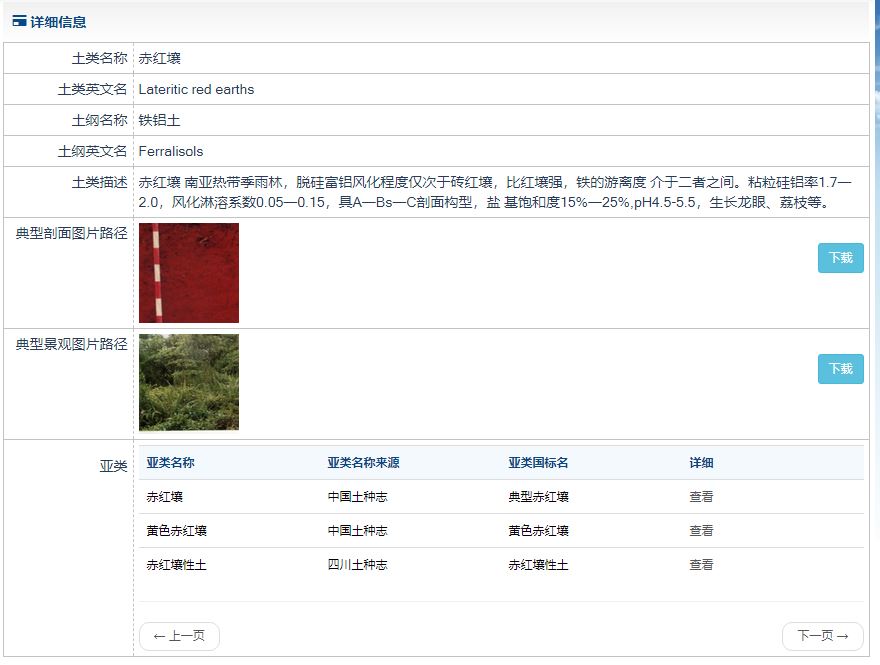 详细信息
土类名称 赤红壤
土类英文名 Lateritic red earths
土纲名称 铁铝土
土纲英文名 Ferralisols
土类描述 赤红壤 南亚热带季雨林，脱硅富铝风化程度仅次于砖红壤，比红壤强，铁的游离度 介于二者之间。粘粒硅铝率1.7—
2.0，风化淋溶系数0.05—0.15，具A—Bs—C剖面构型，盐 基饱和度15%—25%,pH4.5-5.5，生长龙眼、荔枝等。
典型剖面图片路径 下载
典型景观图片路径 下载
亚类 亚类名称 亚类名称来源 亚类国标名 详细
赤红壤 中国土种志 典型赤红壤 查看
黄色赤红壤 中国土种志 黄色赤红壤 查看
赤红壤性土 四川土种志 赤红壤性土 查看
← 上一页 下一页 →